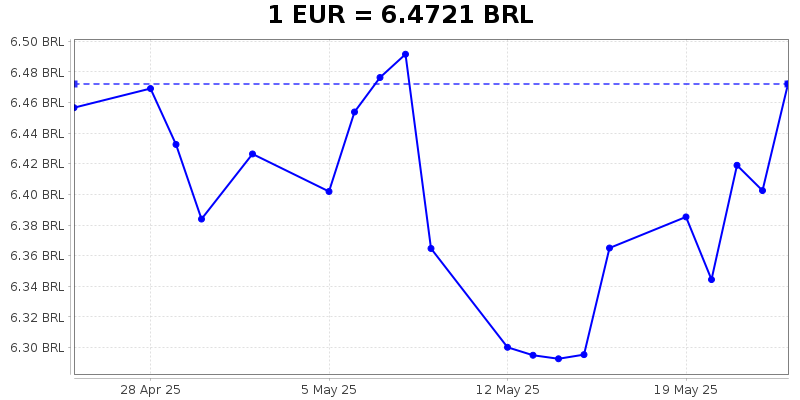 1 EUR = 6.4721 BRL
6.50 BRL
6.48 BRL
6.46 BRL
6.44 BRL
6.42 BRL
6.40 BRL
6.38 BRL
6.36 BRL
6.34 BRL
6.32 BRL
6.30 BRL
28 Apr 25
5 May 25
12 May 25
19 May 25